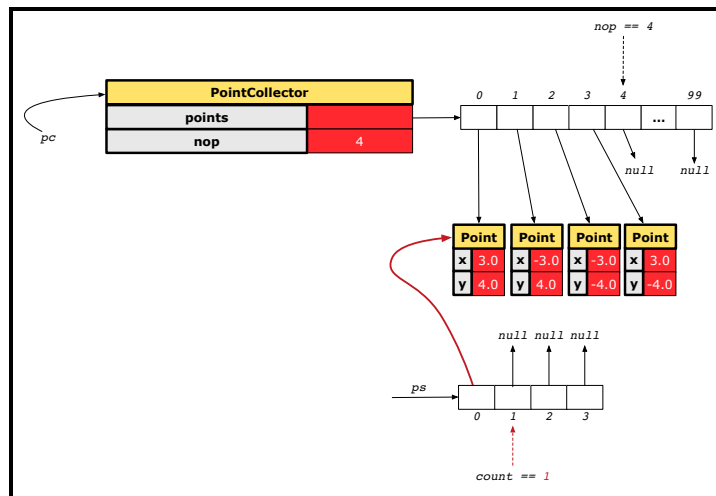 nop == 4
PointCollector
points
nop 4
pc
0 1 2 3 4 99
...
null null
Point Point Point Point
x 3.0 x -3.0 x -3.0 x 3.0
y 4.0 y 4.0 y -4.0 y -4.0
null null null
ps
0 1 2 3
count == 1